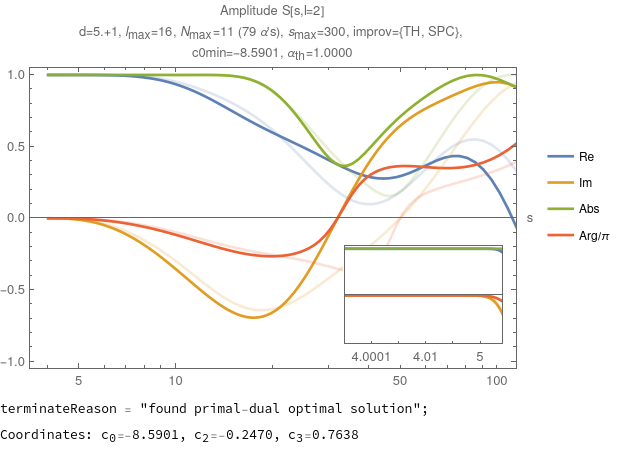 Amplitude S[s,l=2]
d=5.+1, lmax=16, Nmax=11 (79 α's), smax=300, improv={TH, SPC},
c0min=-8.5901, αth=1.0000
1.0
0.5
0.0
-0.5
-1.0
5 10 50 100
s
4.0001 4.01 5
Re
Im
Abs
Arg/π
terminateReason = "found primal-dual optimal solution";
Coordinates: c0=-8.5901, c2=-0.2470, c3=0.7638